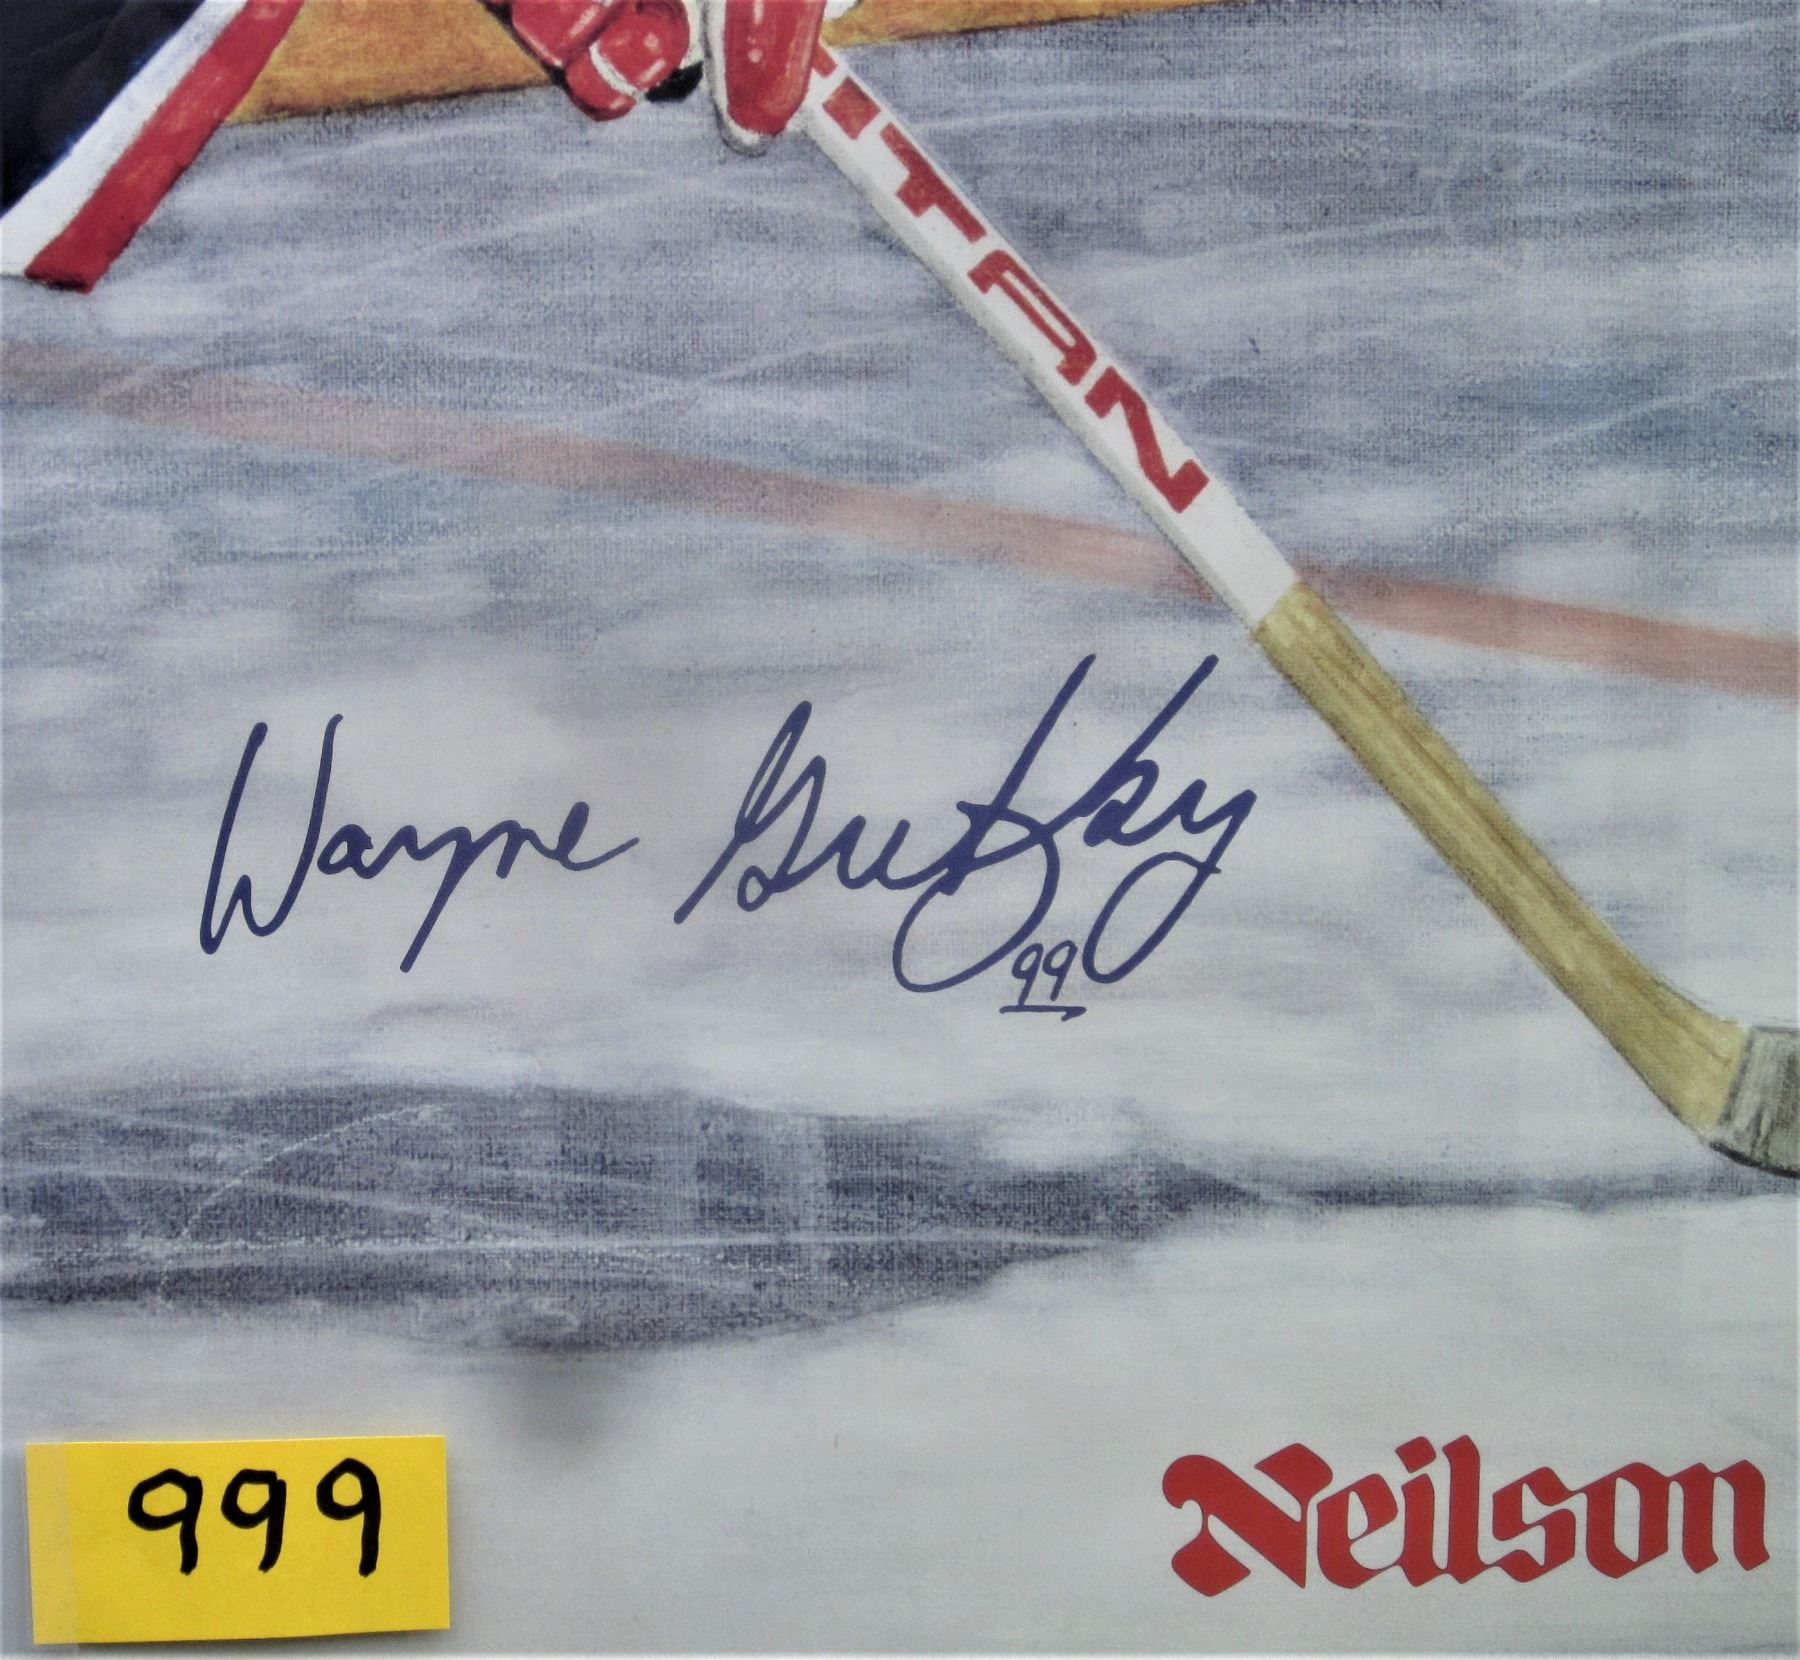 TITAN
Wayne Gretzky
99
999
Neilson